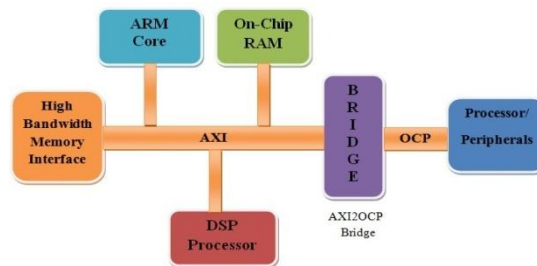 ARM
Core
On-Chip
RAM
High
Bandwidth
Memory
Interface
AXI
B
R
I
D
G
E
OCP
Processor/
Peripherals
DSP
Processor
AXI2OCP
Bridge